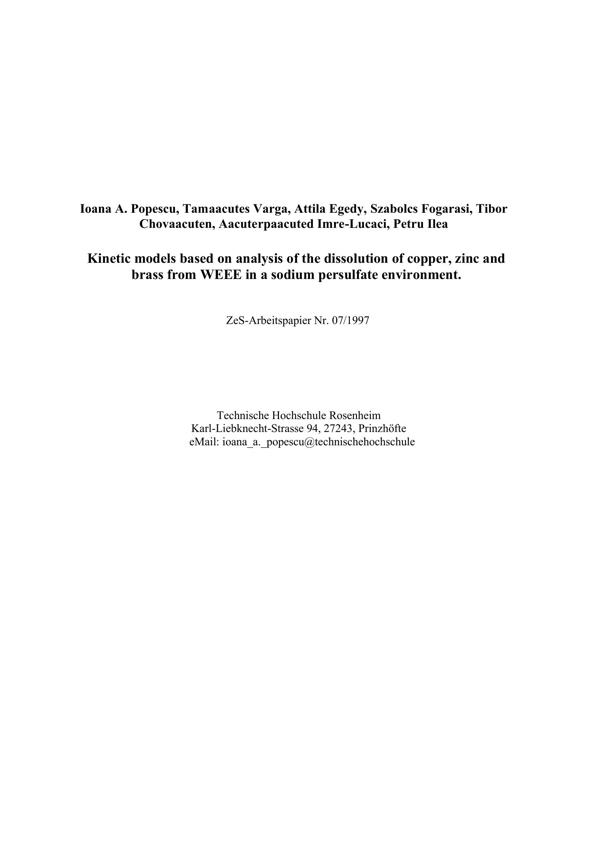 Ioana A. Popescu, Tamaacutes Varga, Attila Egedy, Szabolcs Fogarasi, Tibor
Chovaacuten, Aacuterpaacuted Imre-Lucaci, Petru Ilea
Kinetic models based on analysis of the dissolution of copper, zinc and
brass from WEEE in a sodium persulfate environment.
ZeS-Arbeitspapier Nr. 07/1997
Technische Hochschule Rosenheim
Karl-Liebknecht-Strasse 94, 27243, Prinzhöfte
eMail: ioana_a._popescu@technischehochschule